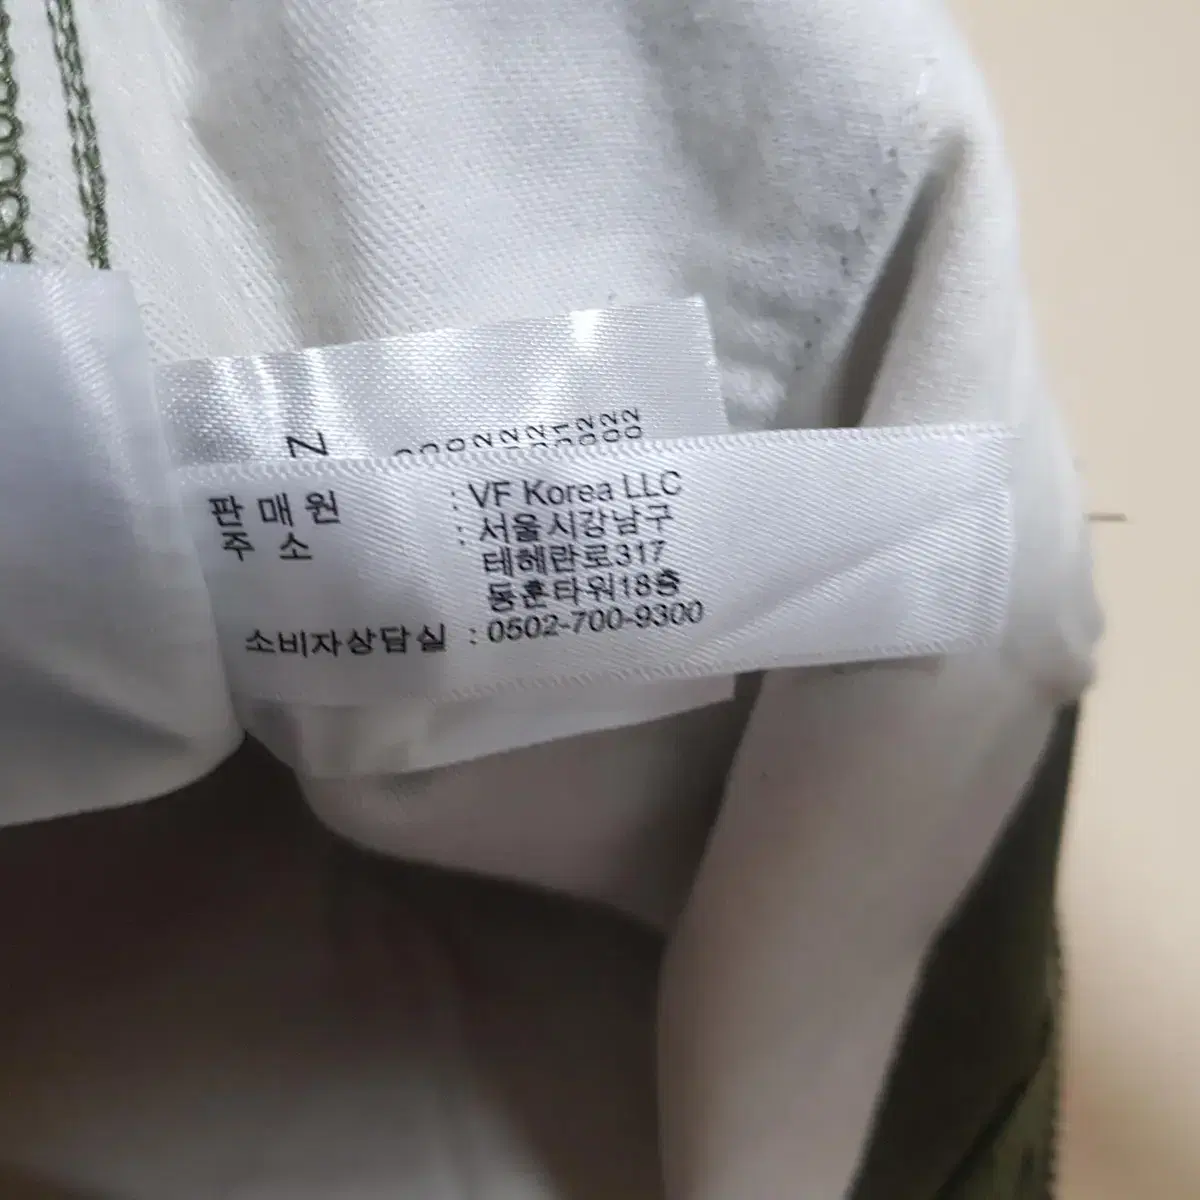 판 매 원 : VF Korea LLC
주 소 : 서울시강남구
테헤란로317
동훈타워18층
소비자상담실 : 0502-700-9300